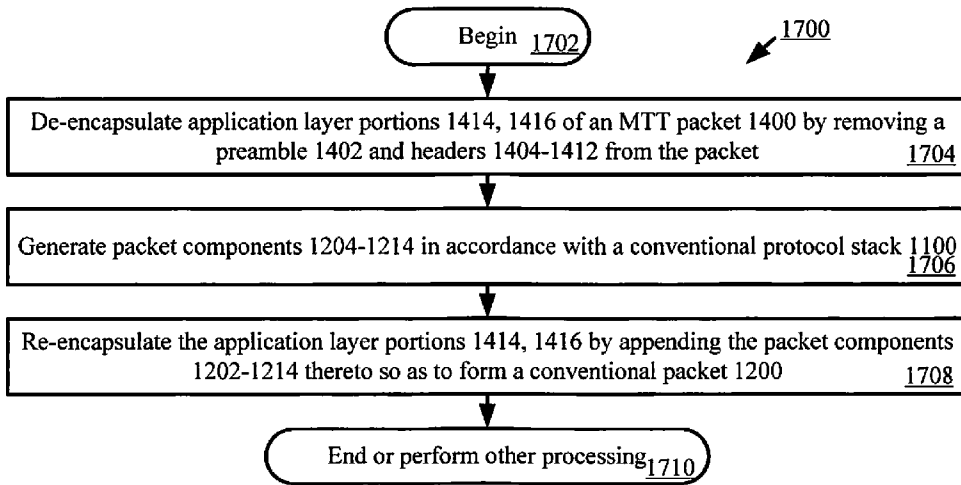 Begin 1702
1700
De-encapsulate application layer portions 1414, 1416 of an MTT packet 1400 by removing a
preamble 1402 and headers 1404-1412 from the packet 1704
Generate packet components 1204-1214 in accordance with a conventional protocol stack 1100
1706
Re-encapsulate the application layer portions 1414, 1416 by appending the packet components
1202-1214 thereto so as to form a conventional packet 1200 1708
End or perform other processing 1710